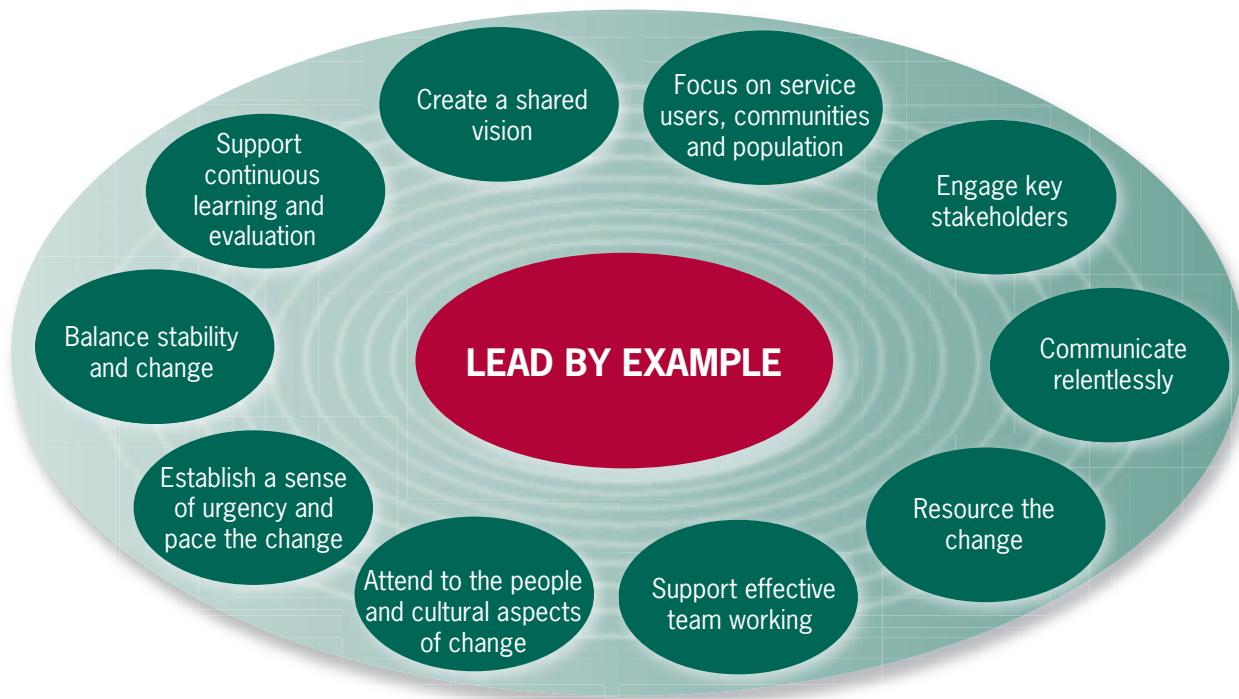 Create a shared
vision
Focus on service
users, communities
and population
Engage key
stakeholders
Communicate
relentlessly
Resource the
change
Support effective
team working
Attend to the people
and cultural aspects
of change
Establish a sense
of urgency and
pace the change
Balance stability
and change
Support
continuous
learning and
evaluation
LEAD BY EXAMPLE